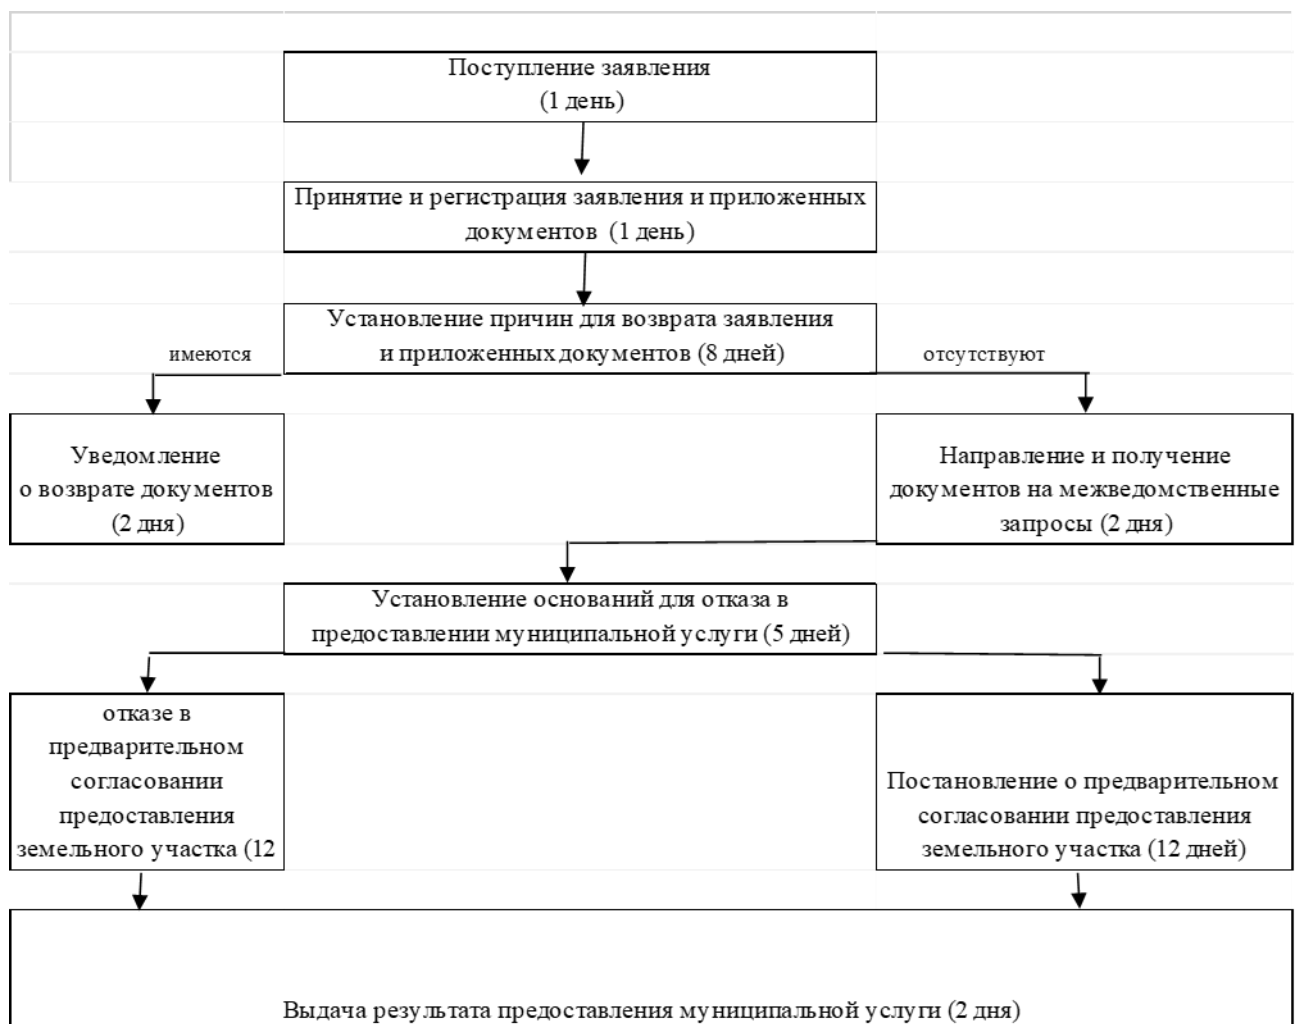 Поступление заявления
(1 день)
Принятие и регистрация заявления и приложенных
документов (1 день)
Установление причин для возврата заявления
и приложенных документов (8 дней)
имеются
отсутствуют
Уведомление
о возврате документов
(2 дня)
Направление и получение
документов на межведомственные
запросы (2 дня)
Установление оснований для отказа в
предоставлении муниципальной услуги (5 дней)
отказе в
предварительном
согласовании
предоставления
земельного участка (12
Постановление о предварительном
согласовании предоставления
земельного участка (12 дней)
Выдача результата предоставления муниципальной услуги (2 дня)